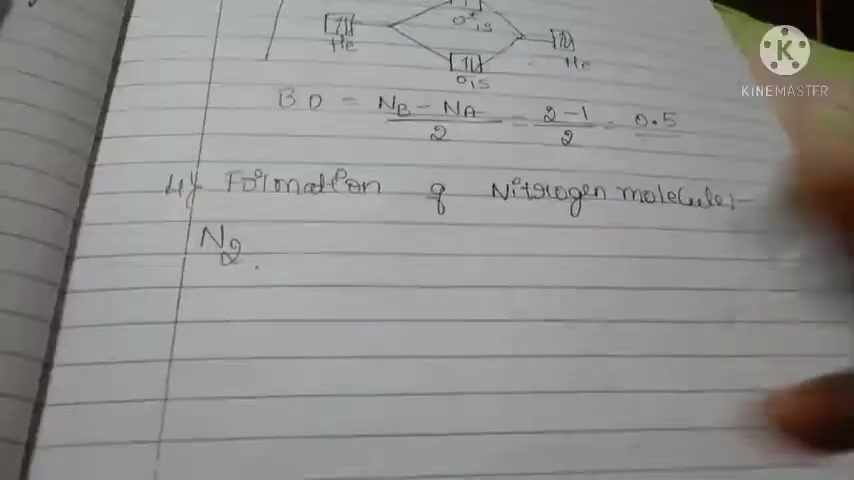 σ*1s
He
He
σ1s
B O = NB - NA / 2 = 2-1 / 2 = 0.5
4) Formation of Nitrogen molecule:-
N2.
K
KINEMASTER